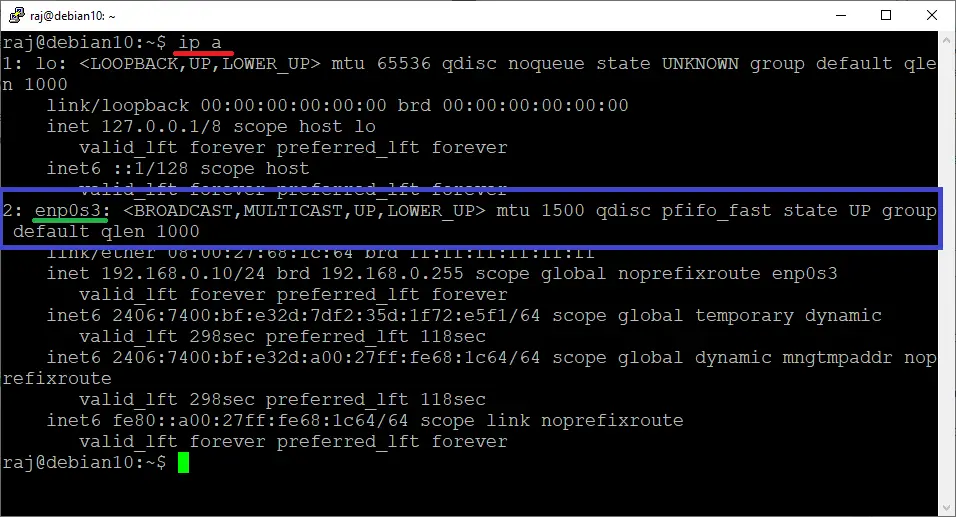 raj@debian10: ~
raj@debian10:~$ ip a
1: lo: <LOOPBACK,UP,LOWER_UP> mtu 65536 qdisc noqueue state UNKNOWN group default qle
n 1000
link/loopback 00:00:00:00:00:00 brd 00:00:00:00:00:00
inet 127.0.0.1/8 scope host lo
valid_lft forever preferred_lft forever
inet6 ::1/128 scope host
valid_lft forever preferred_lft forever
2: enp0s3: <BROADCAST,MULTICAST,UP,LOWER_UP> mtu 1500 qdisc pfifo_fast state UP group
default qlen 1000
link/ether 08:00:27:68:1c:64 brd ff:ff:ff:ff:ff:ff
inet 192.168.0.10/24 brd 192.168.0.255 scope global noprefixroute enp0s3
valid_lft forever preferred_lft forever
inet6 2406:7400:bf:e32d:7df2:35d:1f72:e5f1/64 scope global temporary dynamic
valid_lft 298sec preferred_lft 118sec
inet6 2406:7400:bf:e32d:a00:27ff:fe68:1c64/64 scope global dynamic mngtmpaddr nop
refixroute
valid_lft 298sec preferred_lft 118sec
inet6 fe80::a00:27ff:fe68:1c64/64 scope link noprefixroute
valid_lft forever preferred_lft forever
raj@debian10:~$